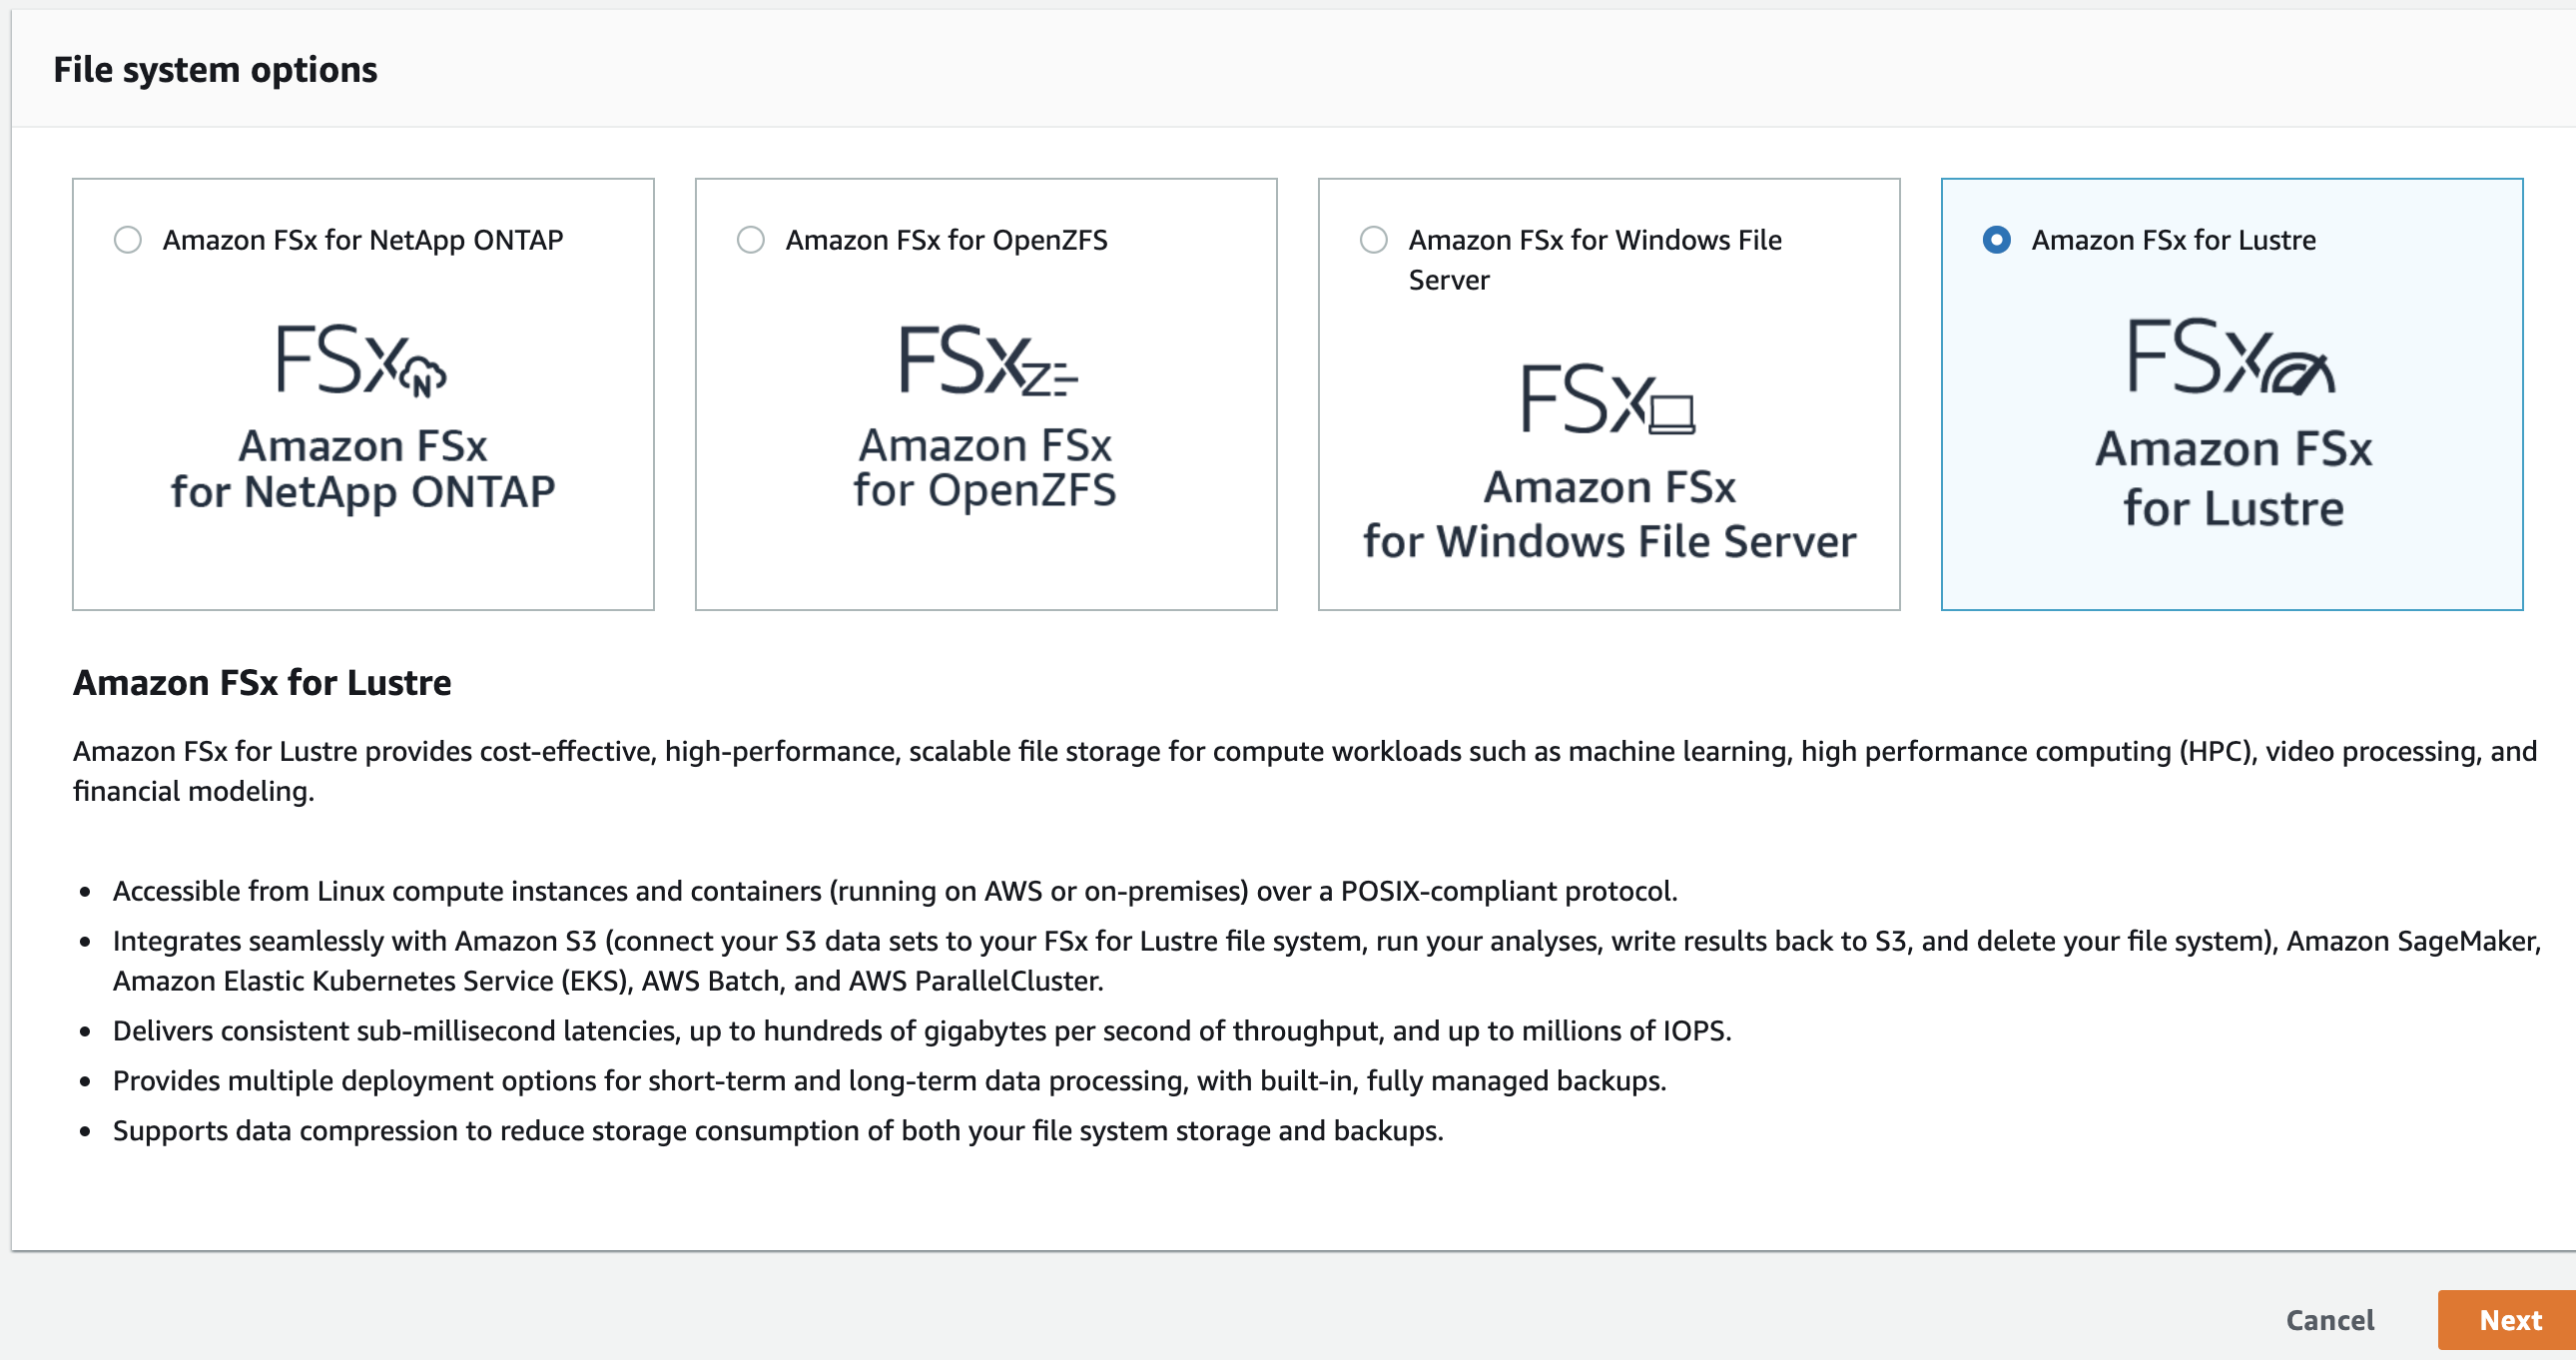 File system options
Amazon FSx for NetApp ONTAP
FSx N
Amazon FSx
for NetApp ONTAP
Amazon FSx for OpenZFS
FSx Z
Amazon FSx
for OpenZFS
Amazon FSx for Windows File
Server
FSx
Amazon FSx
for Windows File Server
Amazon FSx for Lustre
FSx
Amazon FSx
for Lustre
Amazon FSx for Lustre
Amazon FSx for Lustre provides cost-effective, high-performance, scalable file storage for compute workloads such as machine learning, high performance computing (HPC), video processing, and
financial modeling.
• Accessible from Linux compute instances and containers (running on AWS or on-premises) over a POSIX-compliant protocol.
• Integrates seamlessly with Amazon S3 (connect your S3 data sets to your FSx for Lustre file system, run your analyses, write results back to S3, and delete your file system), Amazon SageMaker,
Amazon Elastic Kubernetes Service (EKS), AWS Batch, and AWS ParallelCluster.
• Delivers consistent sub-millisecond latencies, up to hundreds of gigabytes per second of throughput, and up to millions of IOPS.
• Provides multiple deployment options for short-term and long-term data processing, with built-in, fully managed backups.
• Supports data compression to reduce storage consumption of both your file system storage and backups.
Cancel
Next